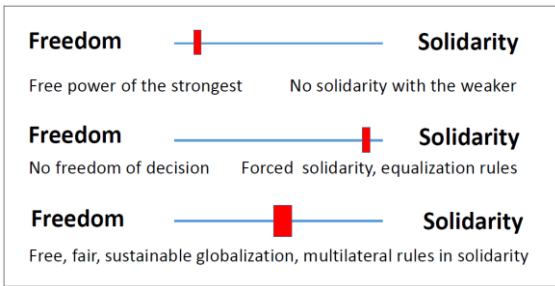 Freedom Solidarity
Free power of the strongest No solidarity with the weaker
Freedom Solidarity
No freedom of decision Forced solidarity, equalization rules
Freedom Solidarity
Free, fair, sustainable globalization, multilateral rules in solidarity